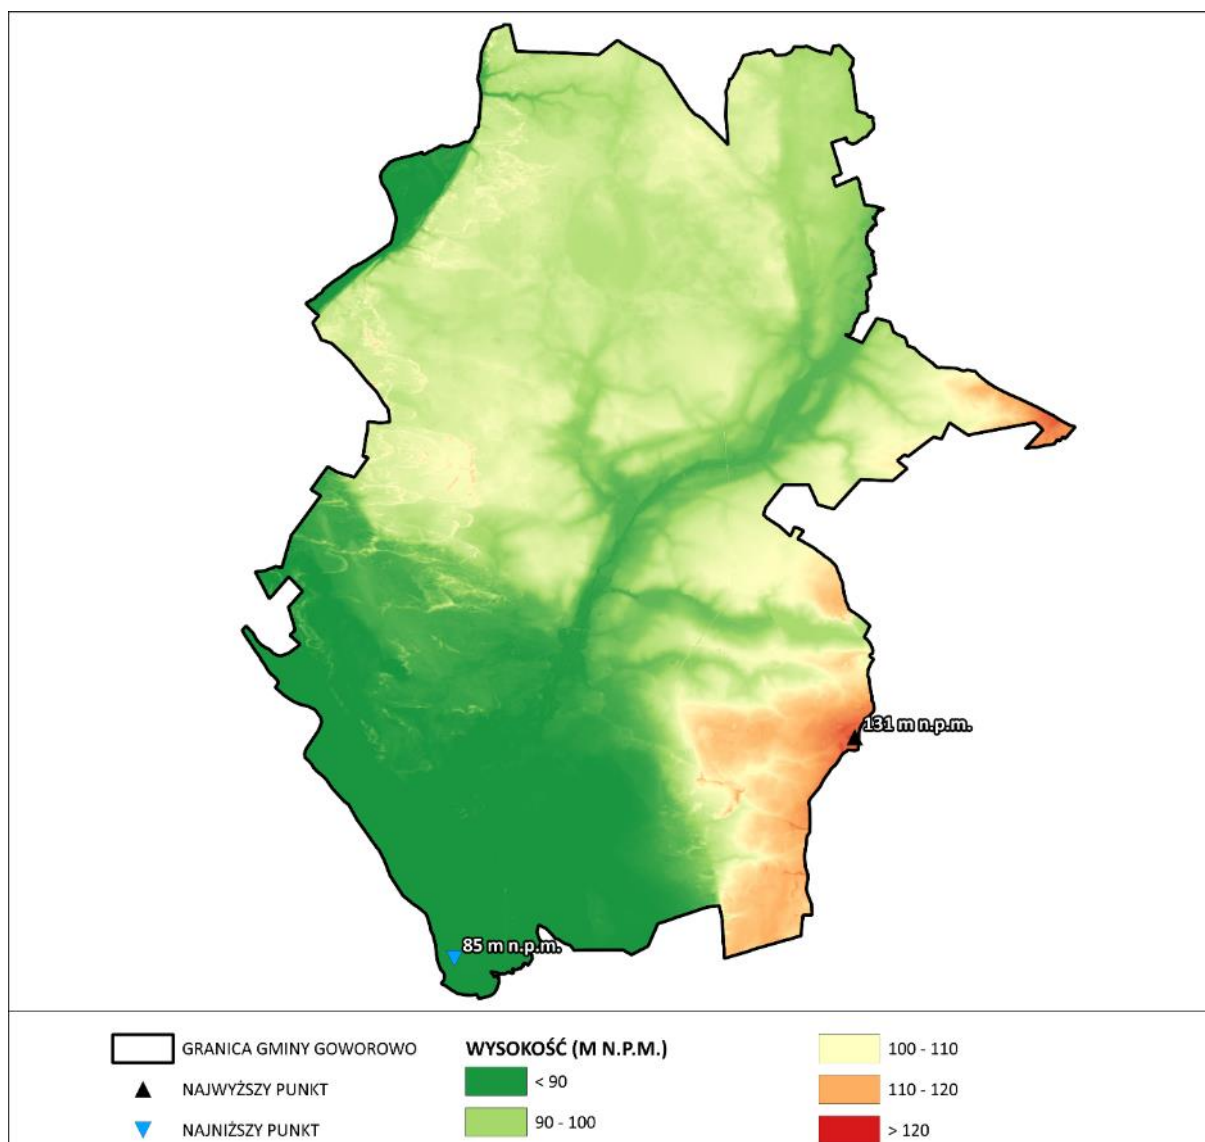 131 m n.p.m.
85 m n.p.m.
GRANICA GMINY GOWOROWO
NAJWYŻSZY PUNKT
NAJNIŻSZY PUNKT
WYSOKOŚĆ (M N.P.M.)
< 90
90 - 100
100 - 110
110 - 120
> 120